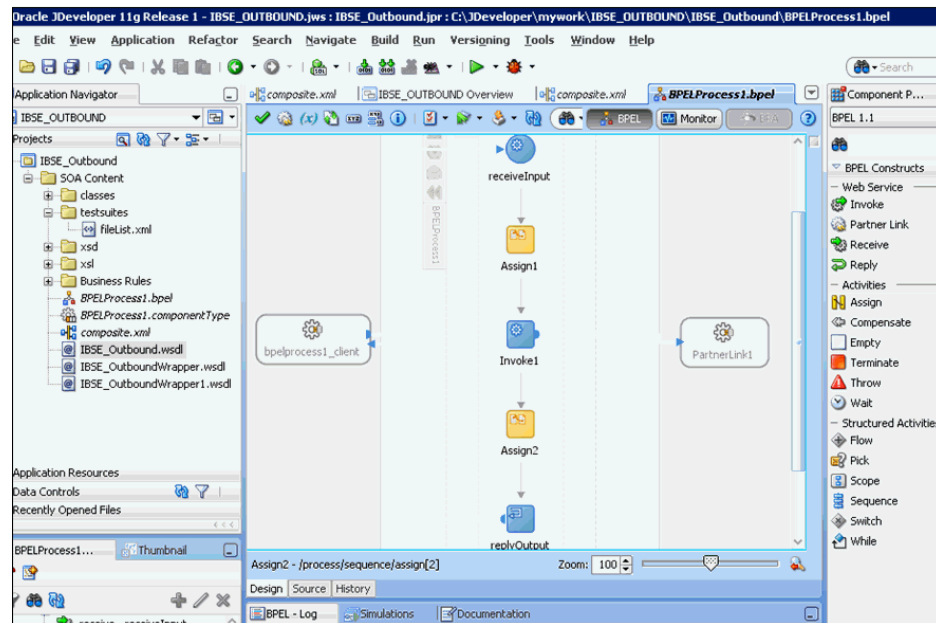 Oracle JDeveloper 11g Release 1 - IBSE_OUTBOUND.jws : IBSE_Outbound.jpr : C:\JDeveloper\mywork\IBSE_OUTBOUND\IBSE_Outbound\BPELProcess1.bpel
e Edit View Application Refactor Search Navigate Build Run Versioning Tools Window Help
Search
Application Navigator
composite.xml
IBSE_OUTBOUND Overview
composite.xml
BPELProcess1.bpel
Component P...
IBSE_OUTBOUND
BPEL
Monitor
BPA
BPEL 1.1
Projects
IBSE_Outbound
SOA Content
classes
testsuites
fileList.xml
xsd
xsl
Business Rules
BPELProcess1.bpel
BPELProcess1.componentType
composite.xml
IBSE_Outbound.wsdl
IBSE_OutboundWrapper.wsdl
IBSE_OutboundWrapper1.wsdl
Application Resources
Data Controls
Recently Opened Files
BPELProcess1...
Thumbnail
receive - receiveInput
BPELProcess1
receiveInput
Assign1
bpelprocess1_client
Invoke1
PartnerLink1
Assign2
replyOutput
Assign2 - /process/sequence/assign[2]
Zoom: 100
Design Source History
BPEL - Log
Simulations
Documentation
BPEL Constructs
Web Service
Invoke
Partner Link
Receive
Reply
Activities
Assign
Compensate
Empty
Terminate
Throw
Wait
Structured Activitie
Flow
Pick
Scope
Sequence
Switch
While